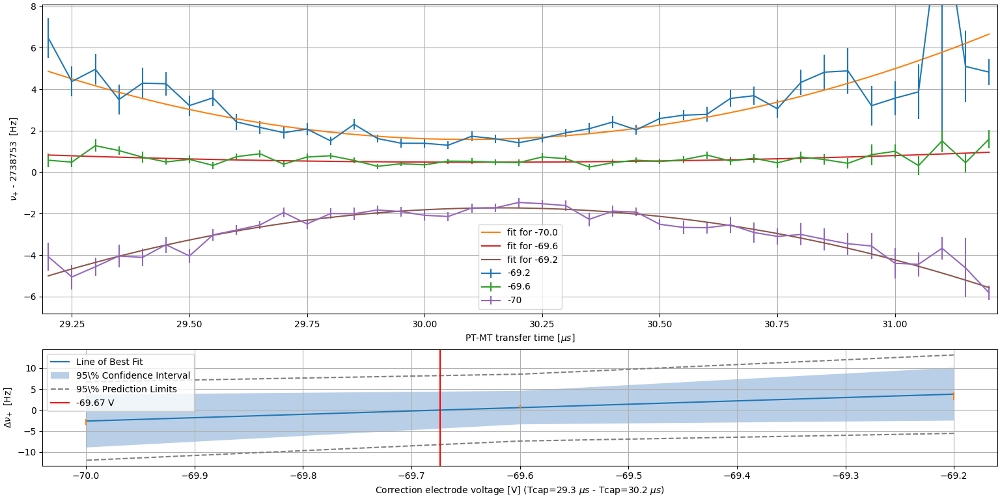 8
6
4
2
0
−2
−4
−6
ν+ - 2738753 [Hz]
29.25 29.50 29.75 30.00 30.25 30.50 30.75 31.00
PT-MT transfer time [μs]
fit for -70.0
fit for -69.6
fit for -69.2
-69.2
-69.6
-70
10
5
0
−5
−10
Δν+ [Hz]
Line of Best Fit
95\% Confidence Interval
95\% Prediction Limits
-69.67 V
−70.0 −69.9 −69.8 −69.7 −69.6 −69.5 −69.4 −69.3 −69.2
Correction electrode voltage [V] (Tcap=29.3 μs - Tcap=30.2 μs)